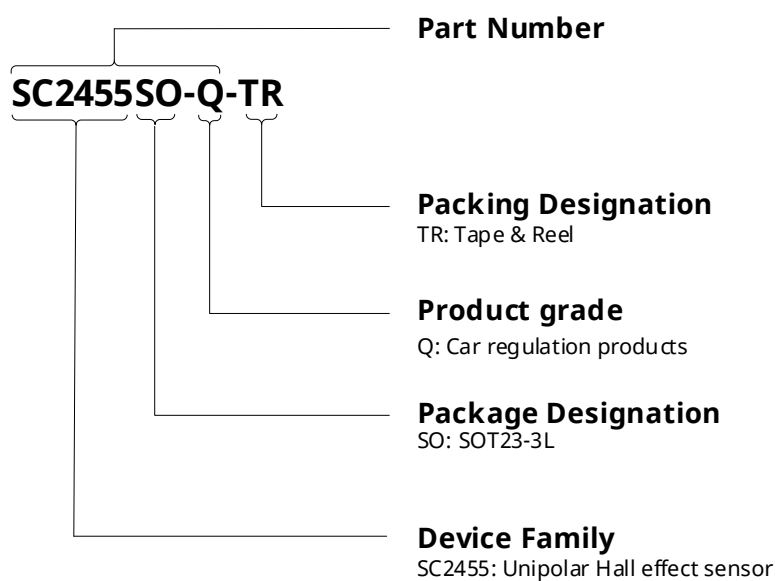 Part Number
SC2455SO-Q-TR
Packing Designation
TR: Tape & Reel
Product grade
Q: Car regulation products
Package Designation
SO: SOT23-3L
Device Family
SC2455: Unipolar Hall effect sensor